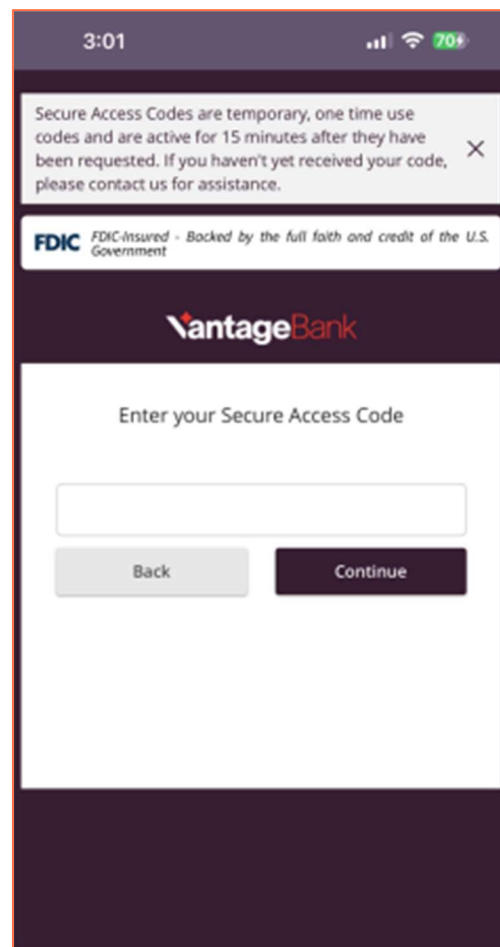 3:01 70
Secure Access Codes are temporary, one time use
codes and are active for 15 minutes after they have
been requested. If you haven't yet received your code,
please contact us for assistance.
FDIC FDIC-Insured - Backed by the full faith and credit of the U.S.
Government
VantageBank
Enter your Secure Access Code
Back Continue